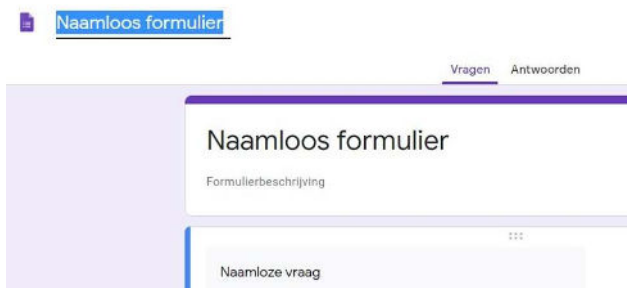 Naamloos formulier
Vragen Antwoorden
Naamloos formulier
Formulierbeschrijving
Naamloze vraag